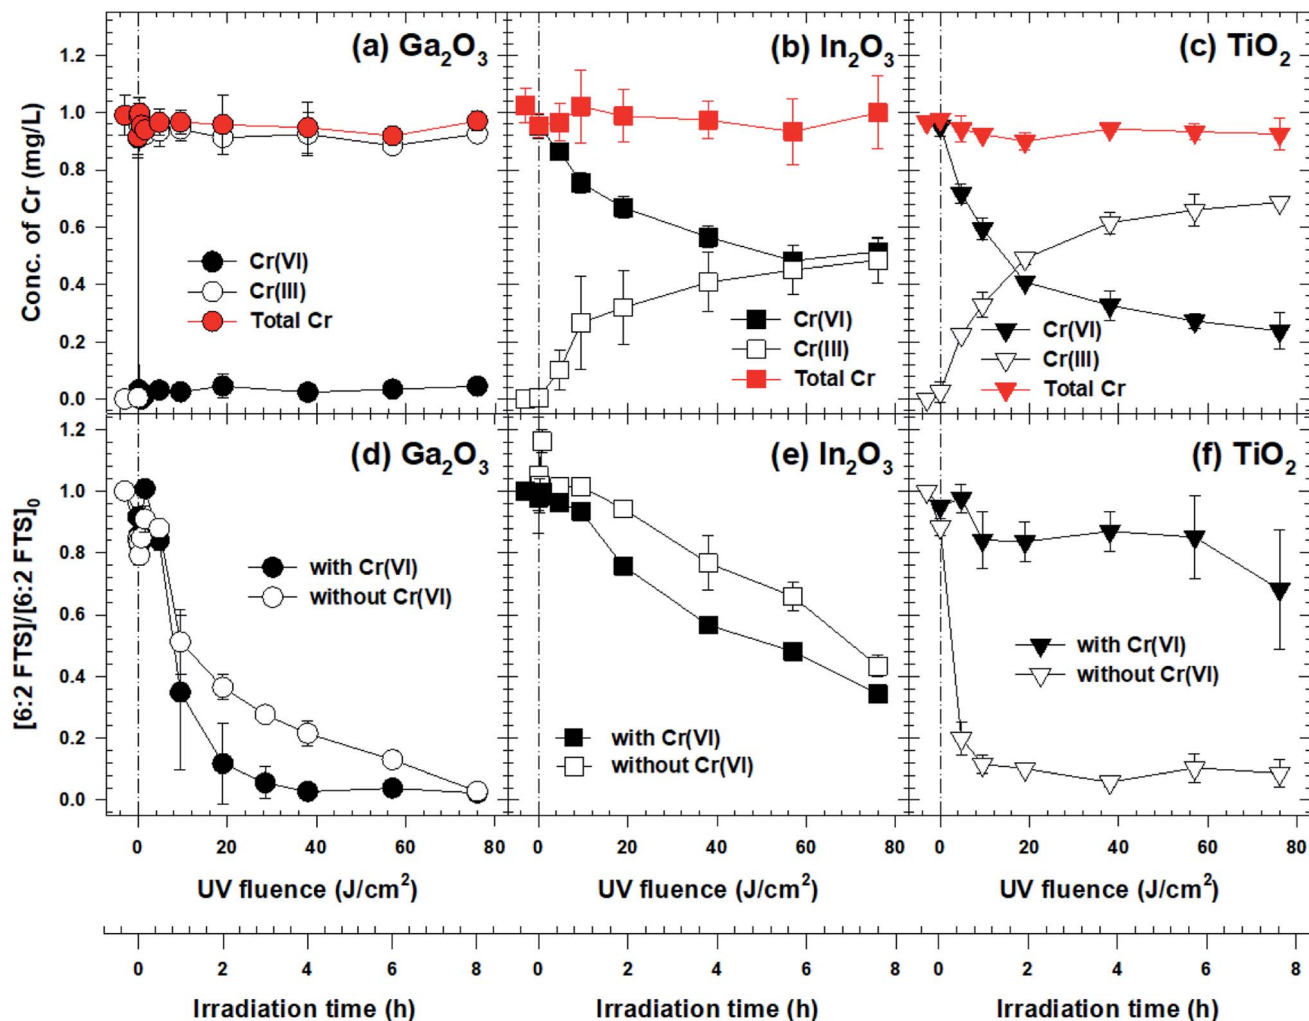 (a) Ga₂O₃
(b) In₂O₃
(c) TiO₂
Conc. of Cr (mg/L)
1.2
1.0
0.8
0.6
0.4
0.2
0.0
Cr(VI)
Cr(III)
Total Cr
Cr(VI)
Cr(III)
Total Cr
Cr(VI)
Cr(III)
Total Cr
(d) Ga₂O₃
(e) In₂O₃
(f) TiO₂
[6:2 FTS]/[6:2 FTS]₀
1.2
1.0
0.8
0.6
0.4
0.2
0.0
with Cr(VI)
without Cr(VI)
with Cr(VI)
without Cr(VI)
with Cr(VI)
without Cr(VI)
0 20 40 60 80
0 20 40 60 80
0 20 40 60 80
UV fluence (J/cm²)
UV fluence (J/cm²)
UV fluence (J/cm²)
0 2 4 6 8
0 2 4 6 8
0 2 4 6 8
Irradiation time (h)
Irradiation time (h)
Irradiation time (h)